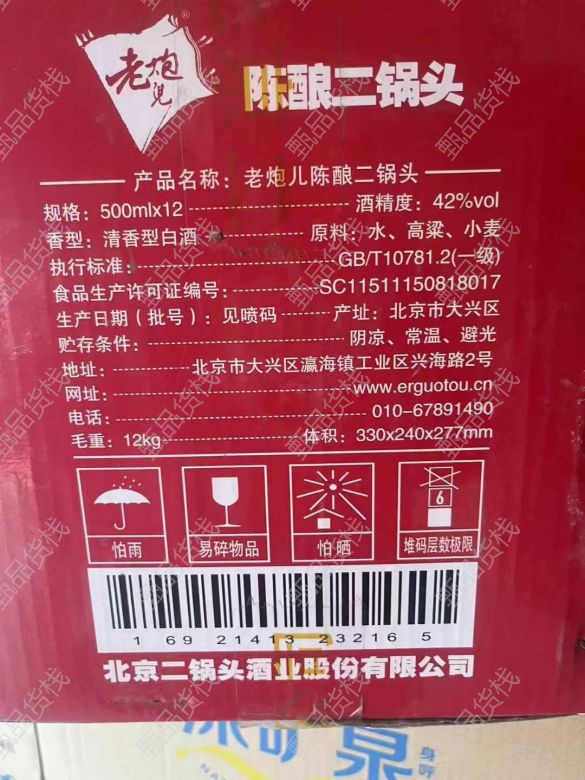 老炮儿
®
陈酿二锅头
产品名称：老炮儿陈酿二锅头
规格：500mlx12 酒精度：42%vol
香型：清香型白酒 原料：水、高粱、小麦
执行标准： GB/T10781.2(一级)
食品生产许可证编号： SC11511150818017
生产日期（批号）：见喷码 产址：北京市大兴区
贮存条件： 阴凉、常温、避光
地址： 北京市大兴区瀛海镇工业区兴海路2号
网址： www.erguotou.cn
电话： 010-67891490
毛重：12kg 体积：330x240x277mm
6
怕雨 易碎物品 怕晒 堆码层数极限
1 69 21413 23216 5
北京二锅头酒业股份有限公司
泉
甄品货栈